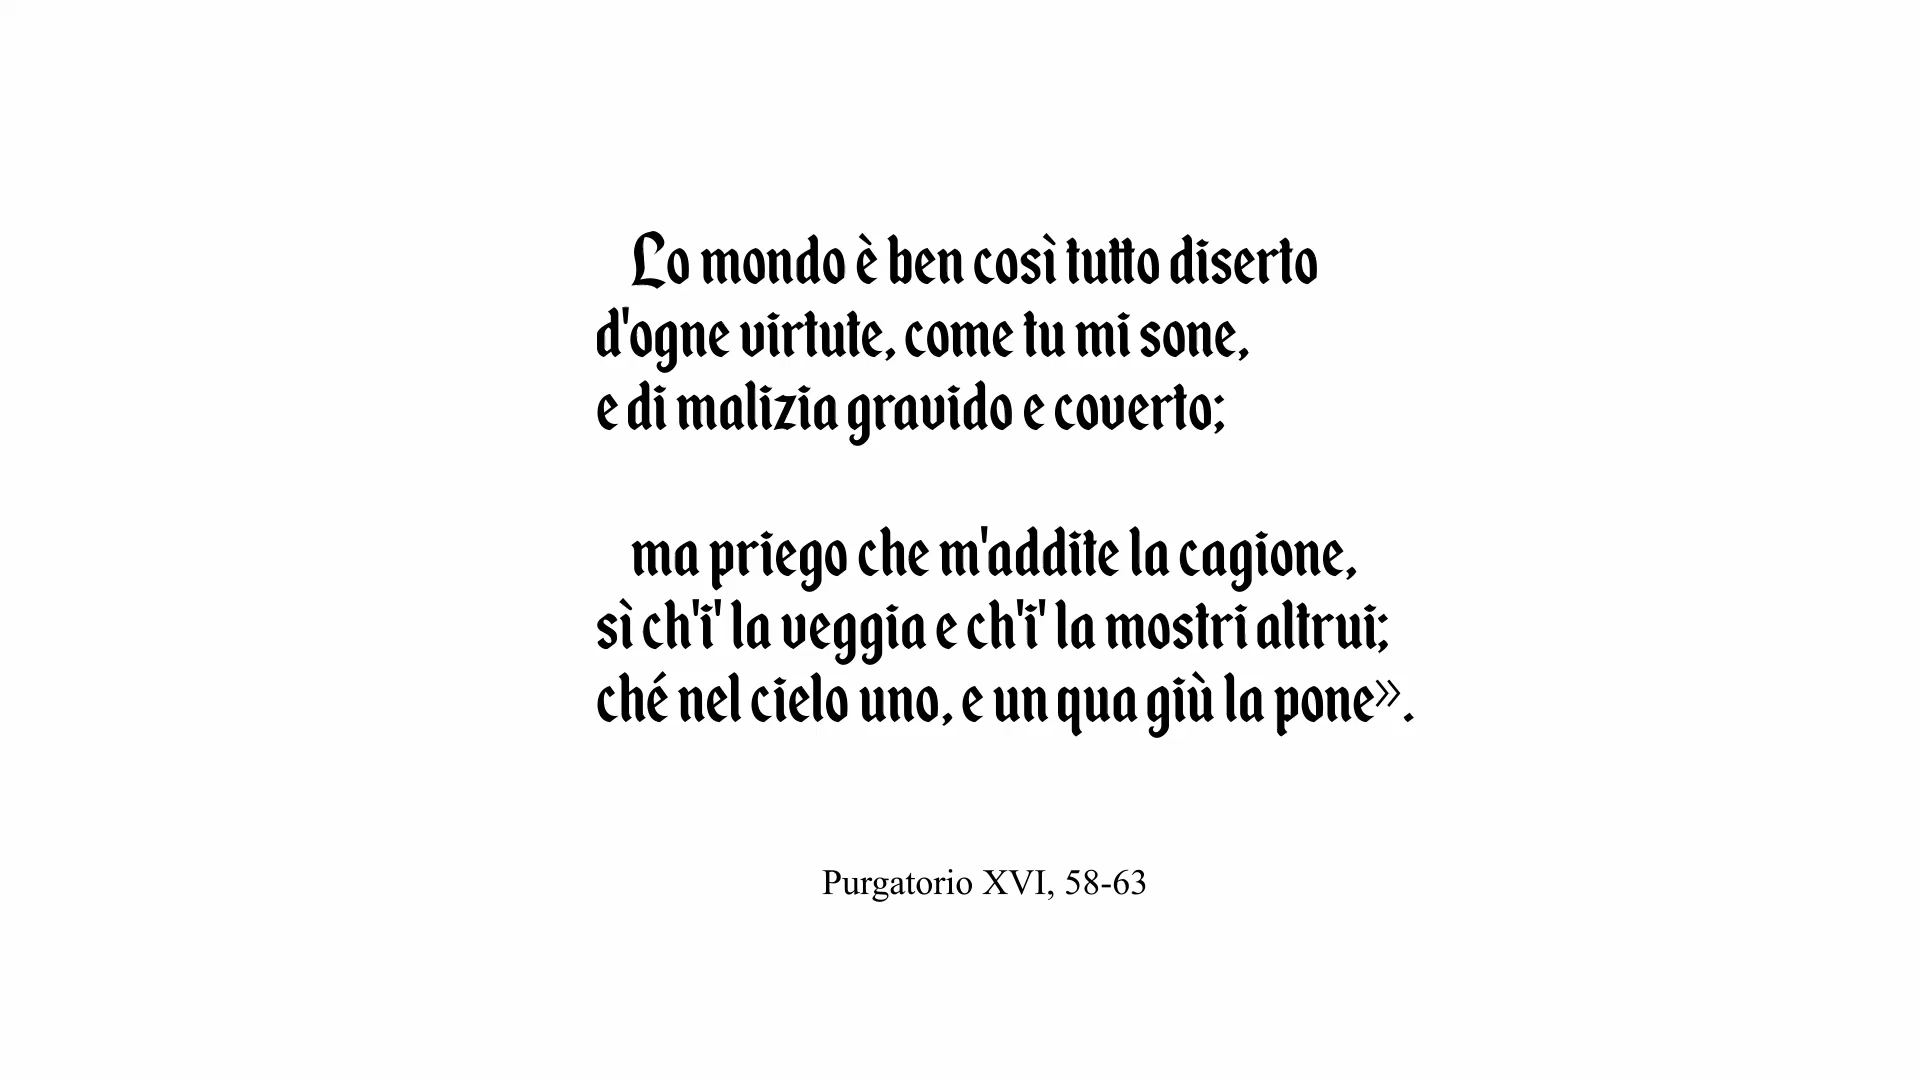 Lo mondo è ben così tutto diserto
d'ogne virtute, come tu mi sone,
e di malizia gravido e coverto;
ma priego che m'addite la cagione,
sì ch'i' la veggia e ch'i' la mostri altrui;
ché nel cielo uno, e un qua giù la pone».
Purgatorio XVI, 58-63